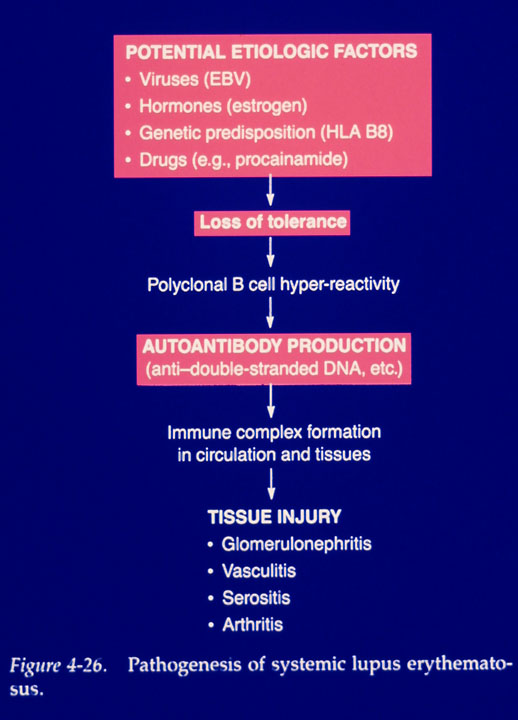 POTENTIAL ETIOLOGIC FACTORS
• Viruses (EBV)
• Hormones (estrogen)
• Genetic predisposition (HLA B8)
• Drugs (e.g., procainamide)
Loss of tolerance
Polyclonal B cell hyper-reactivity
AUTOANTIBODY PRODUCTION
(anti–double-stranded DNA, etc.)
Immune complex formation
in circulation and tissues
TISSUE INJURY
• Glomerulonephritis
• Vasculitis
• Serositis
• Arthritis
Figure 4-26. Pathogenesis of systemic lupus erythemato-
sus.